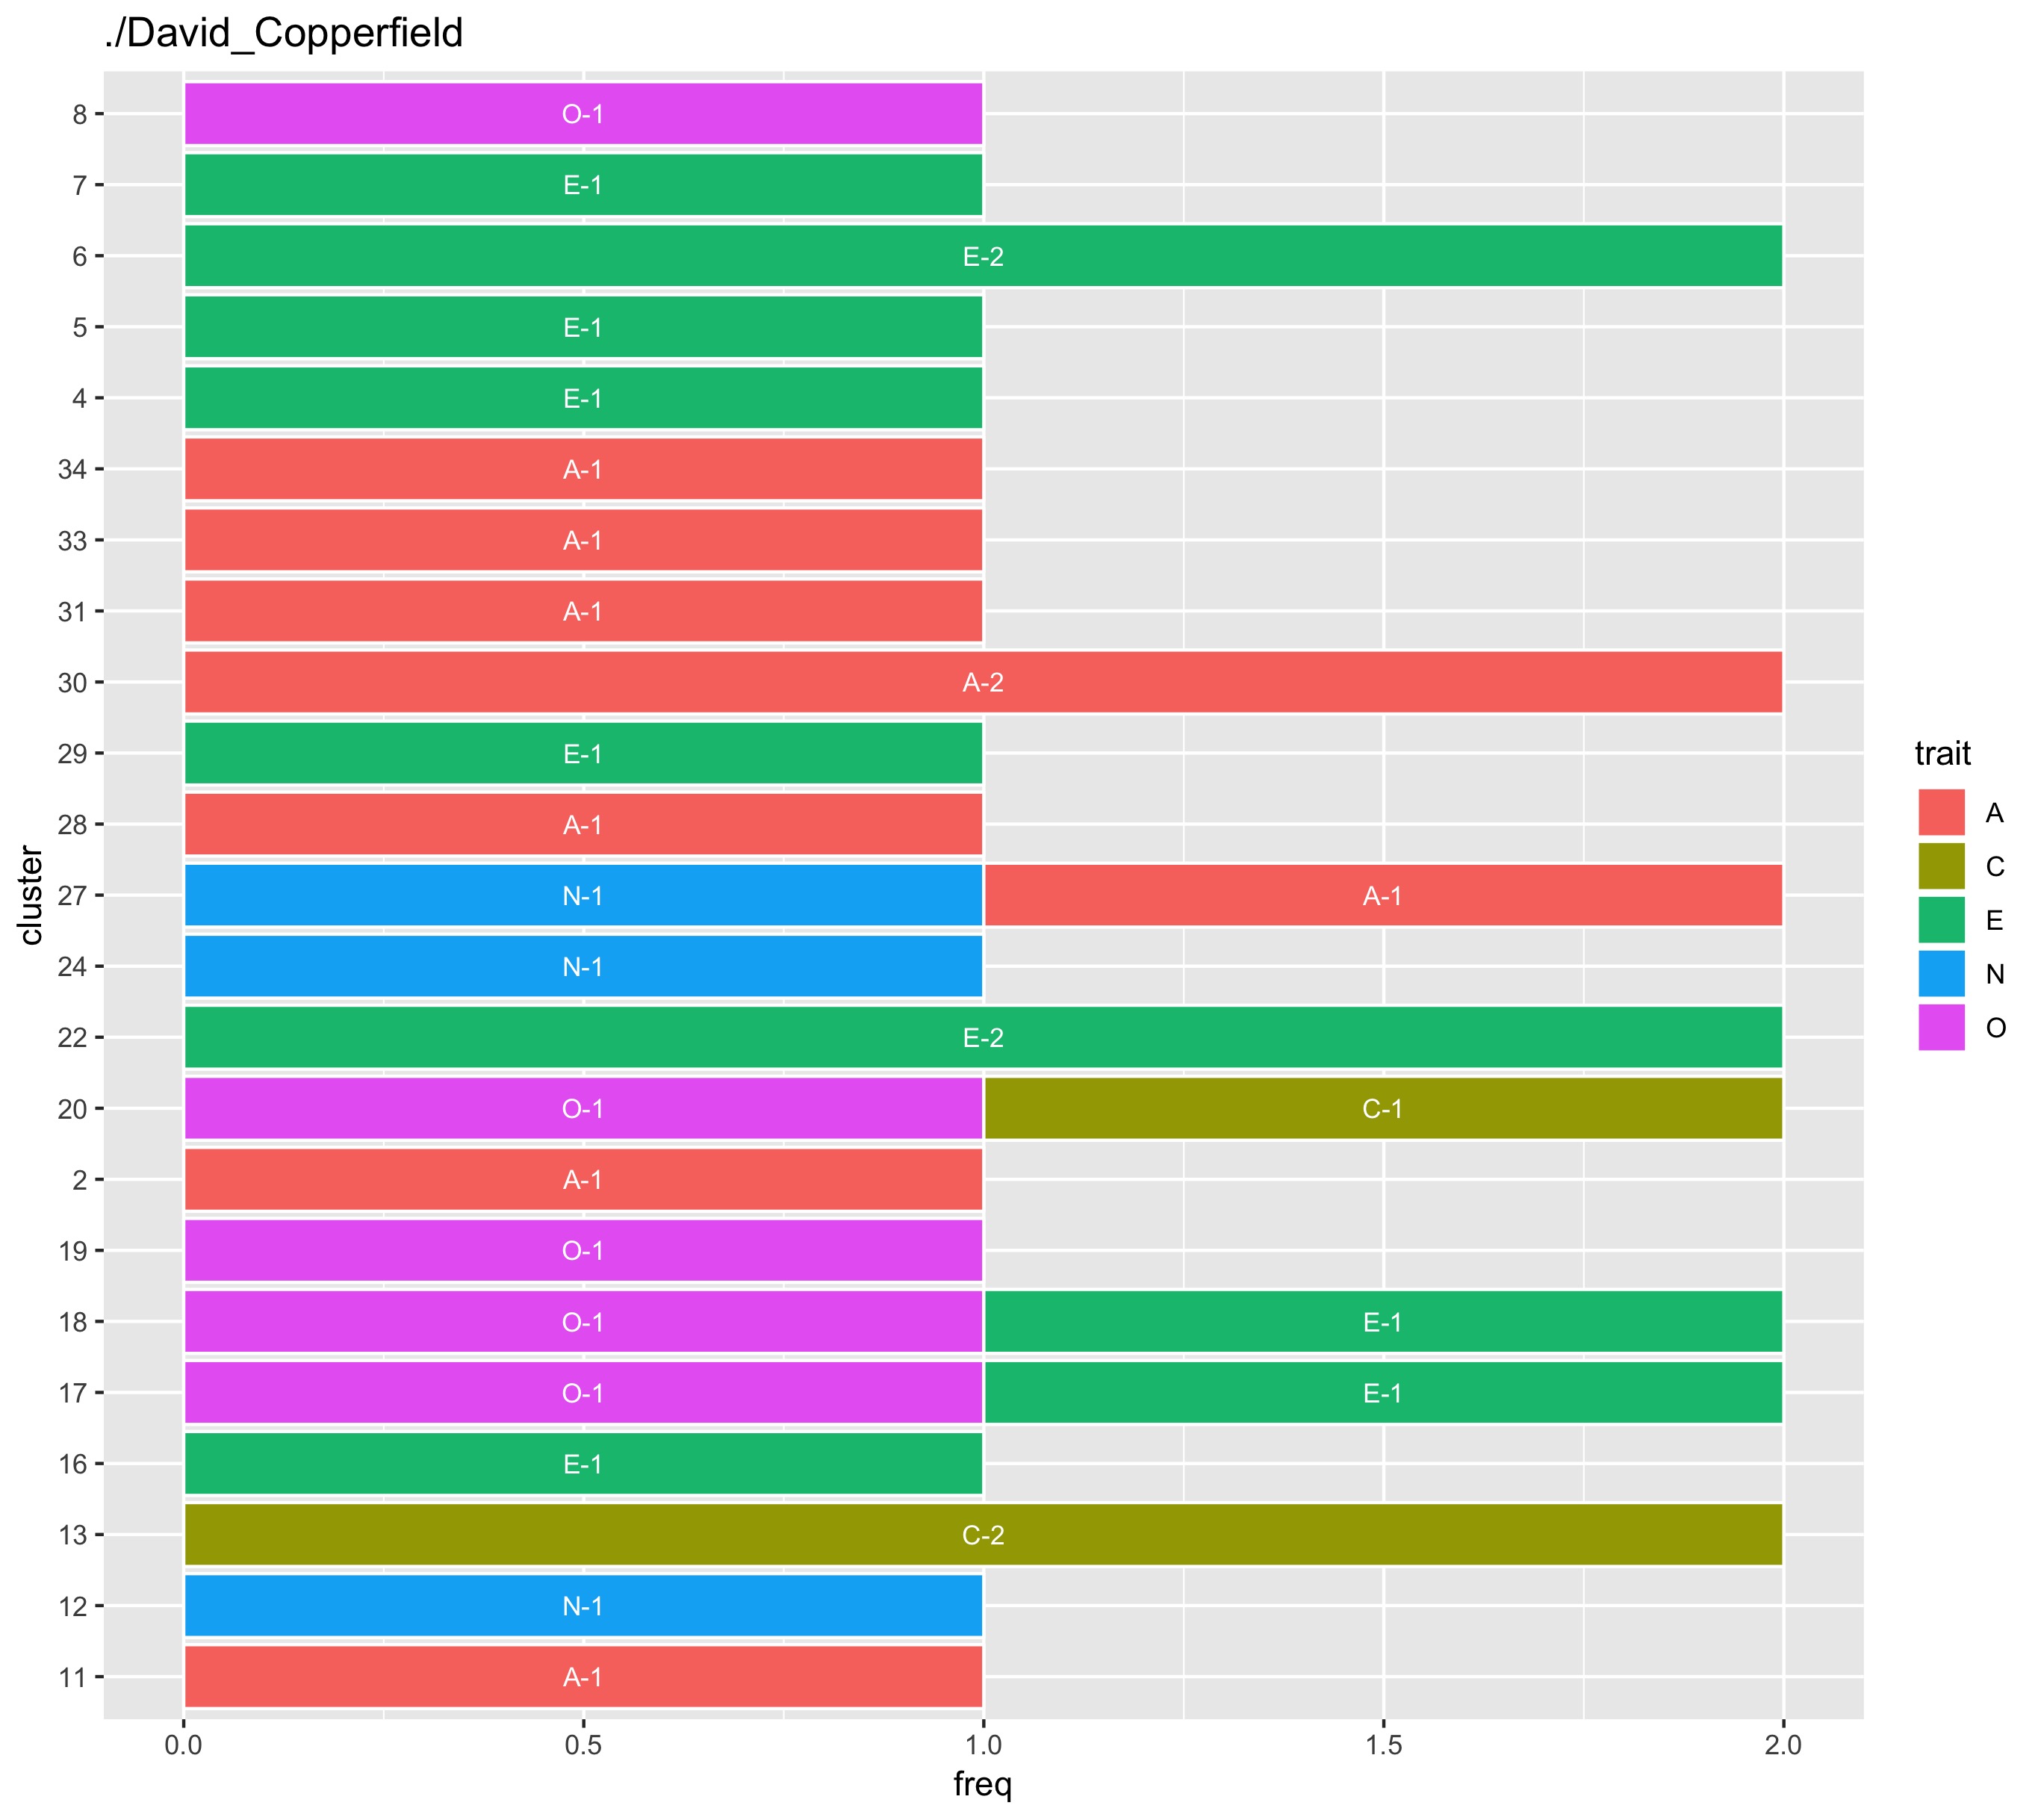 ./David_Copperfield
8 O-1
7 E-1
6 E-2
5 E-1
4 E-1
34 A-1
33 A-1
31 A-1
30 A-2
29 E-1
28 A-1
27 N-1 A-1
24 N-1
22 E-2
20 O-1 C-1
2 A-1
19 O-1
18 O-1 E-1
17 O-1 E-1
16 E-1
13 C-2
12 N-1
11 A-1
0.0 0.5 1.0 1.5 2.0
freq
cluster
trait
A
C
E
N
O